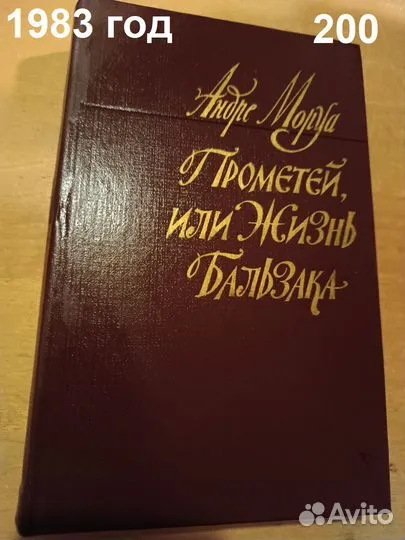 1983 год 200
Андре Моруа
Прометей,
или Жизнь
Бальзака
Avito